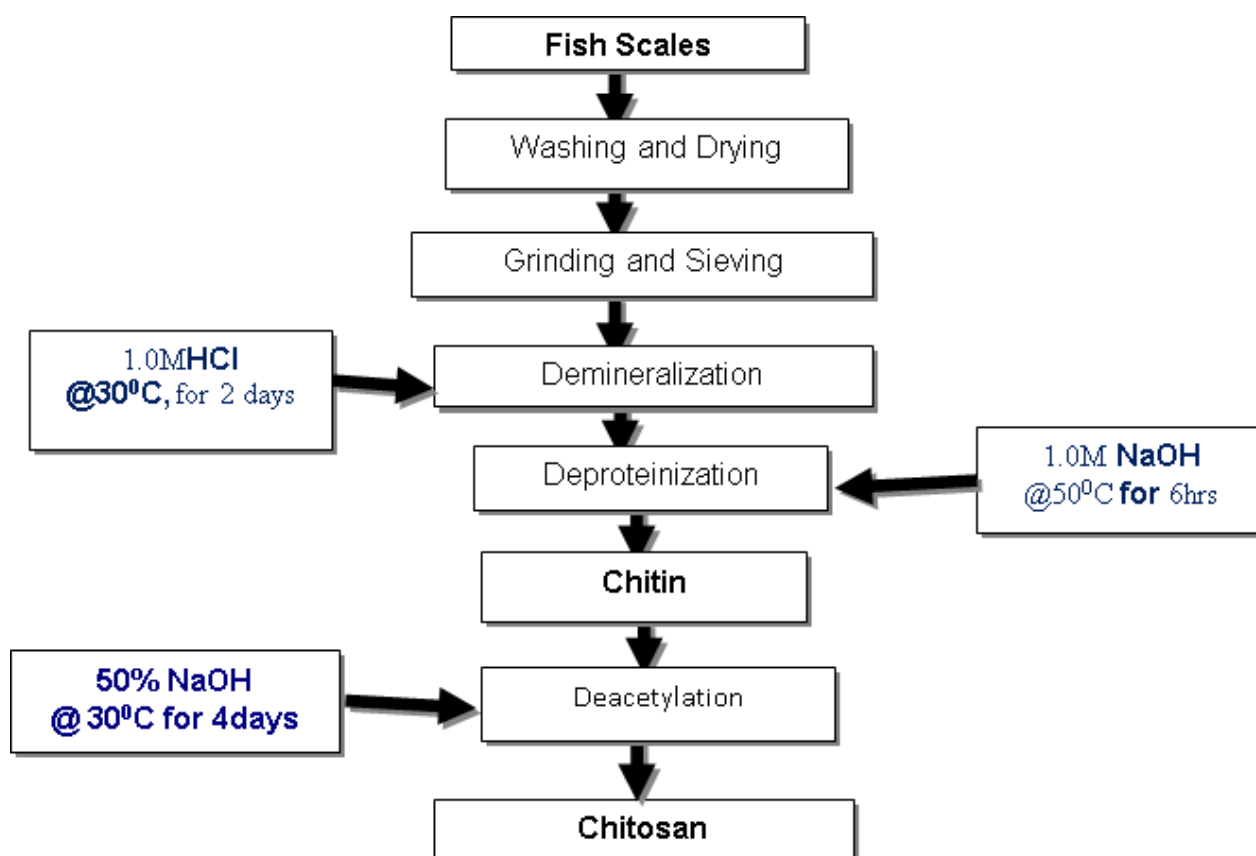 Fish Scales
Washing and Drying
Grinding and Sieving
1.0MHCl
@30⁰C, for 2 days
Demineralization
Deproteinization
1.0M NaOH
@50⁰C for 6hrs
Chitin
50% NaOH
@ 30⁰C for 4days
Deacetylation
Chitosan